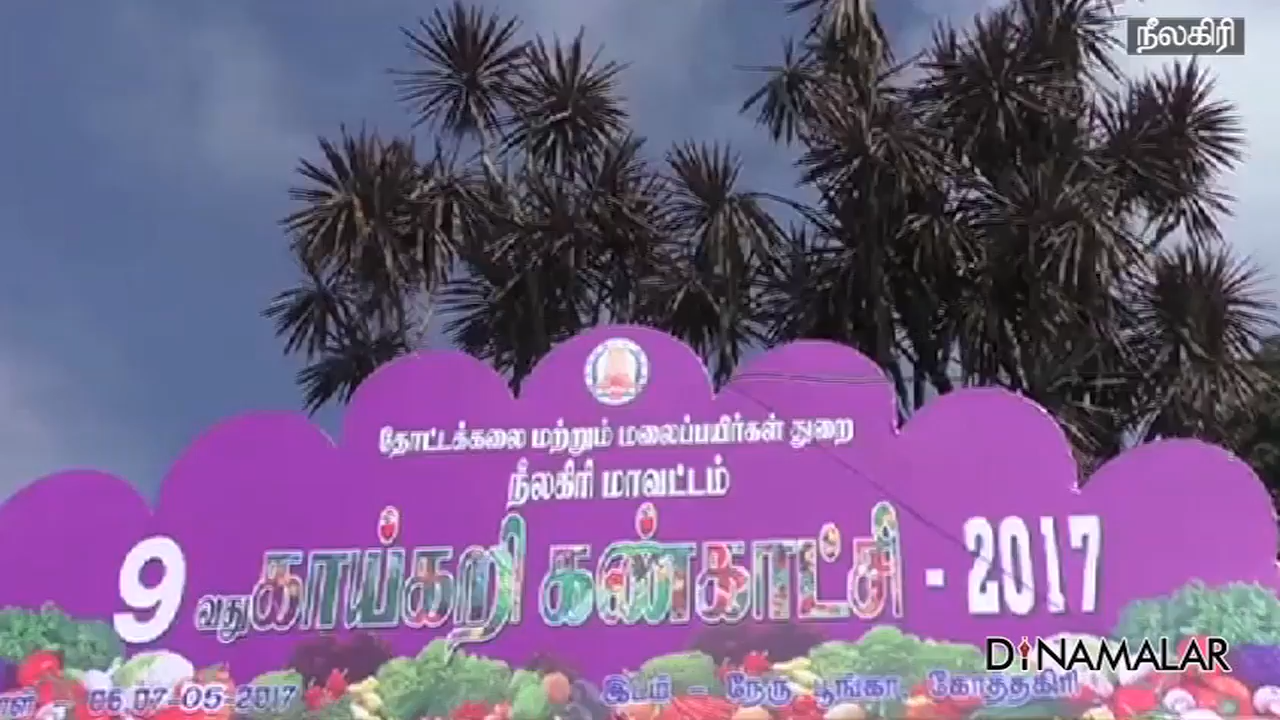 நீலகிரி
தோட்டக்கலை மற்றும் மலைப்பயிர்கள் துறை
நீலகிரி மாவட்டம்
9 வது காய்கறி கண்காட்சி - 2017
- 06,07-05-2017 இடம் - நேரு பூங்கா, கோத்தகிரி
DINAMALAR